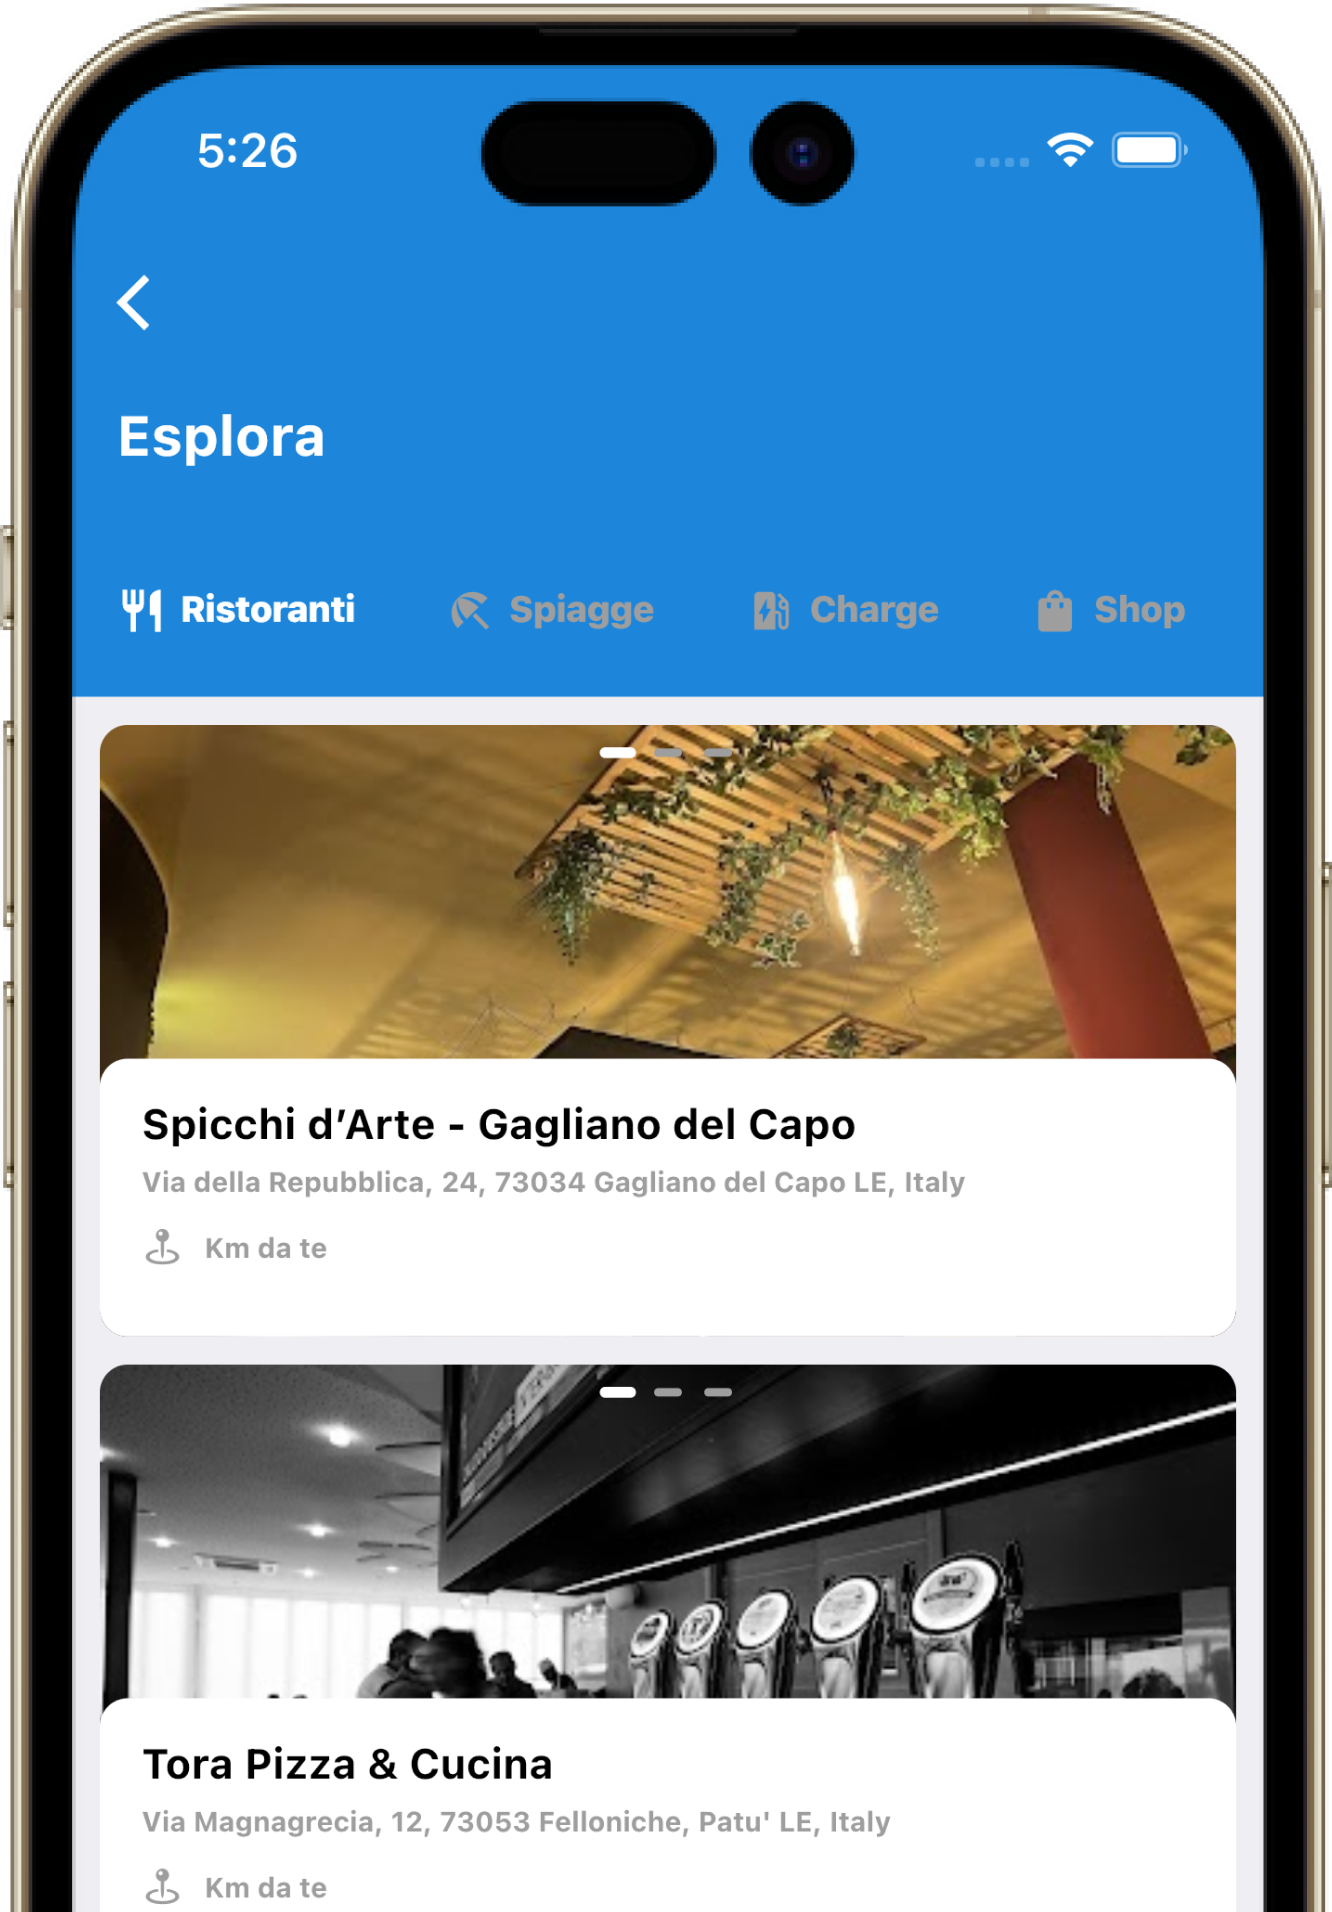 5:26
Esplora
Ristoranti Spiagge Charge Shop
Spicchi d’Arte - Gagliano del Capo
Via della Repubblica, 24, 73034 Gagliano del Capo LE, Italy
Km da te
Tora Pizza & Cucina
Via Magnagrecia, 12, 73053 Felloniche, Patu' LE, Italy
Km da te